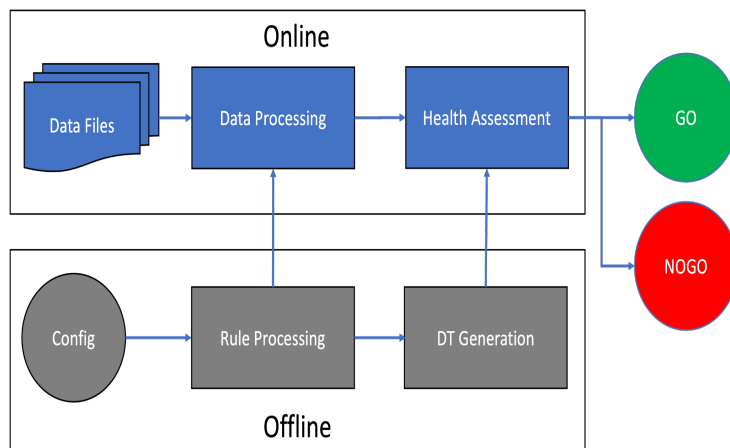 Online
Data Files
Data Processing
Health Assessment
GO
NOGO
Config
Rule Processing
DT Generation
Offline